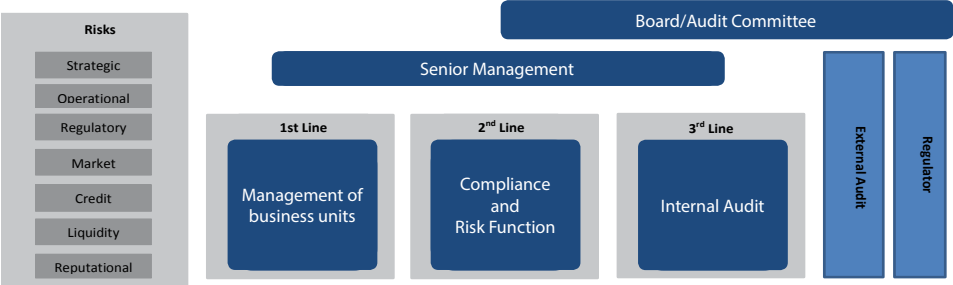 Risks
Strategic
Operational
Regulatory
Market
Credit
Liquidity
Reputational
Board/Audit Committee
Senior Management
1st Line
Management of
business units
2nd Line
Compliance
and
Risk Function
3rd Line
Internal Audit
External Audit
Regulator